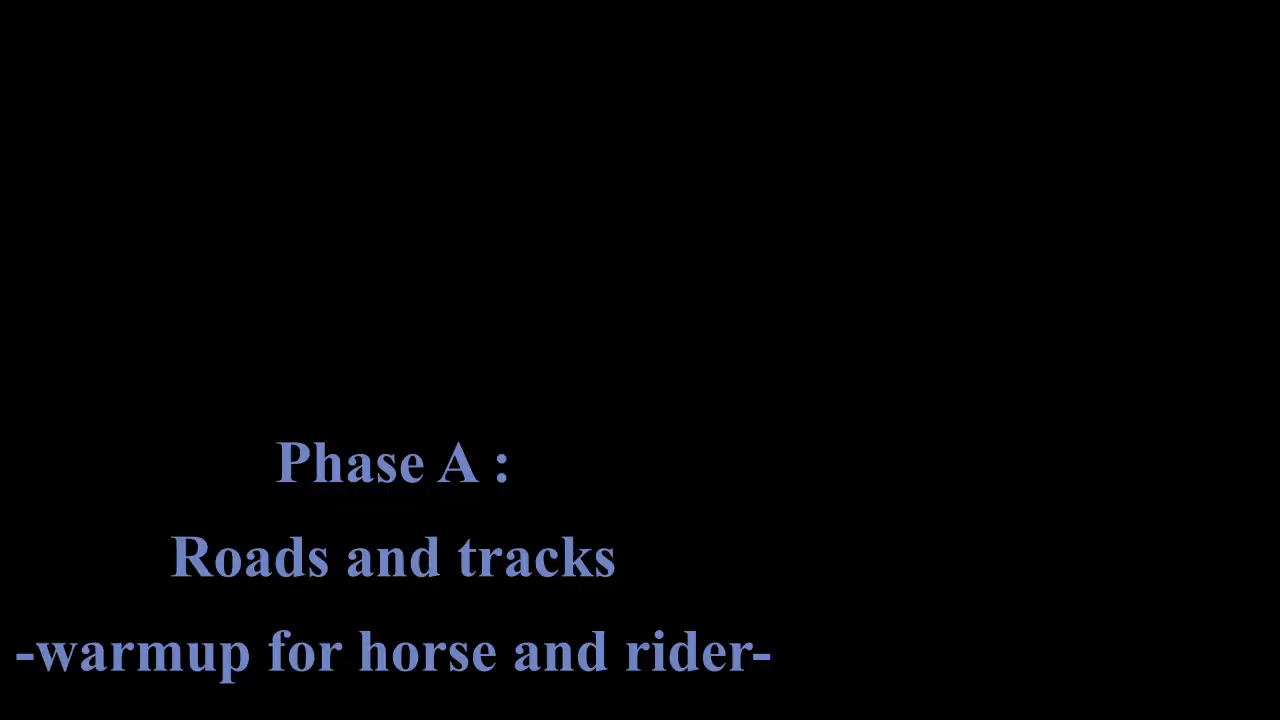 Phase A :
Roads and tracks
-warmup for horse and rider-